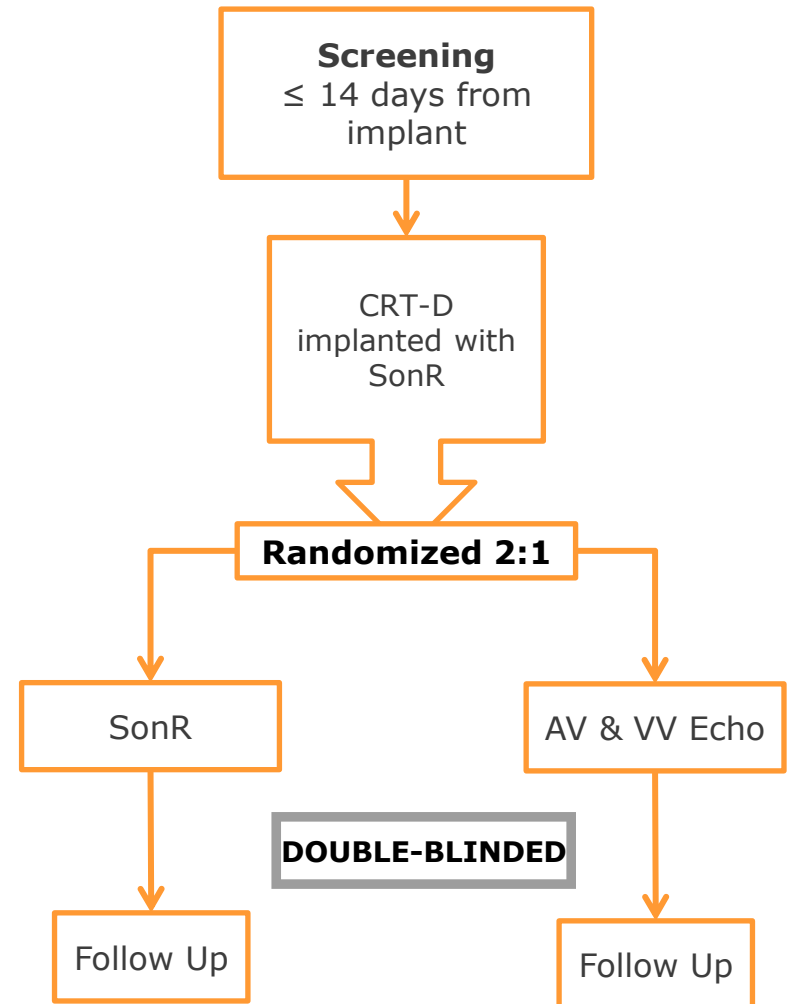 Screening
≤ 14 days from
implant
CRT-D
implanted with
SonR
Randomized 2:1
SonR
AV & VV Echo
DOUBLE-BLINDED
Follow Up
Follow Up